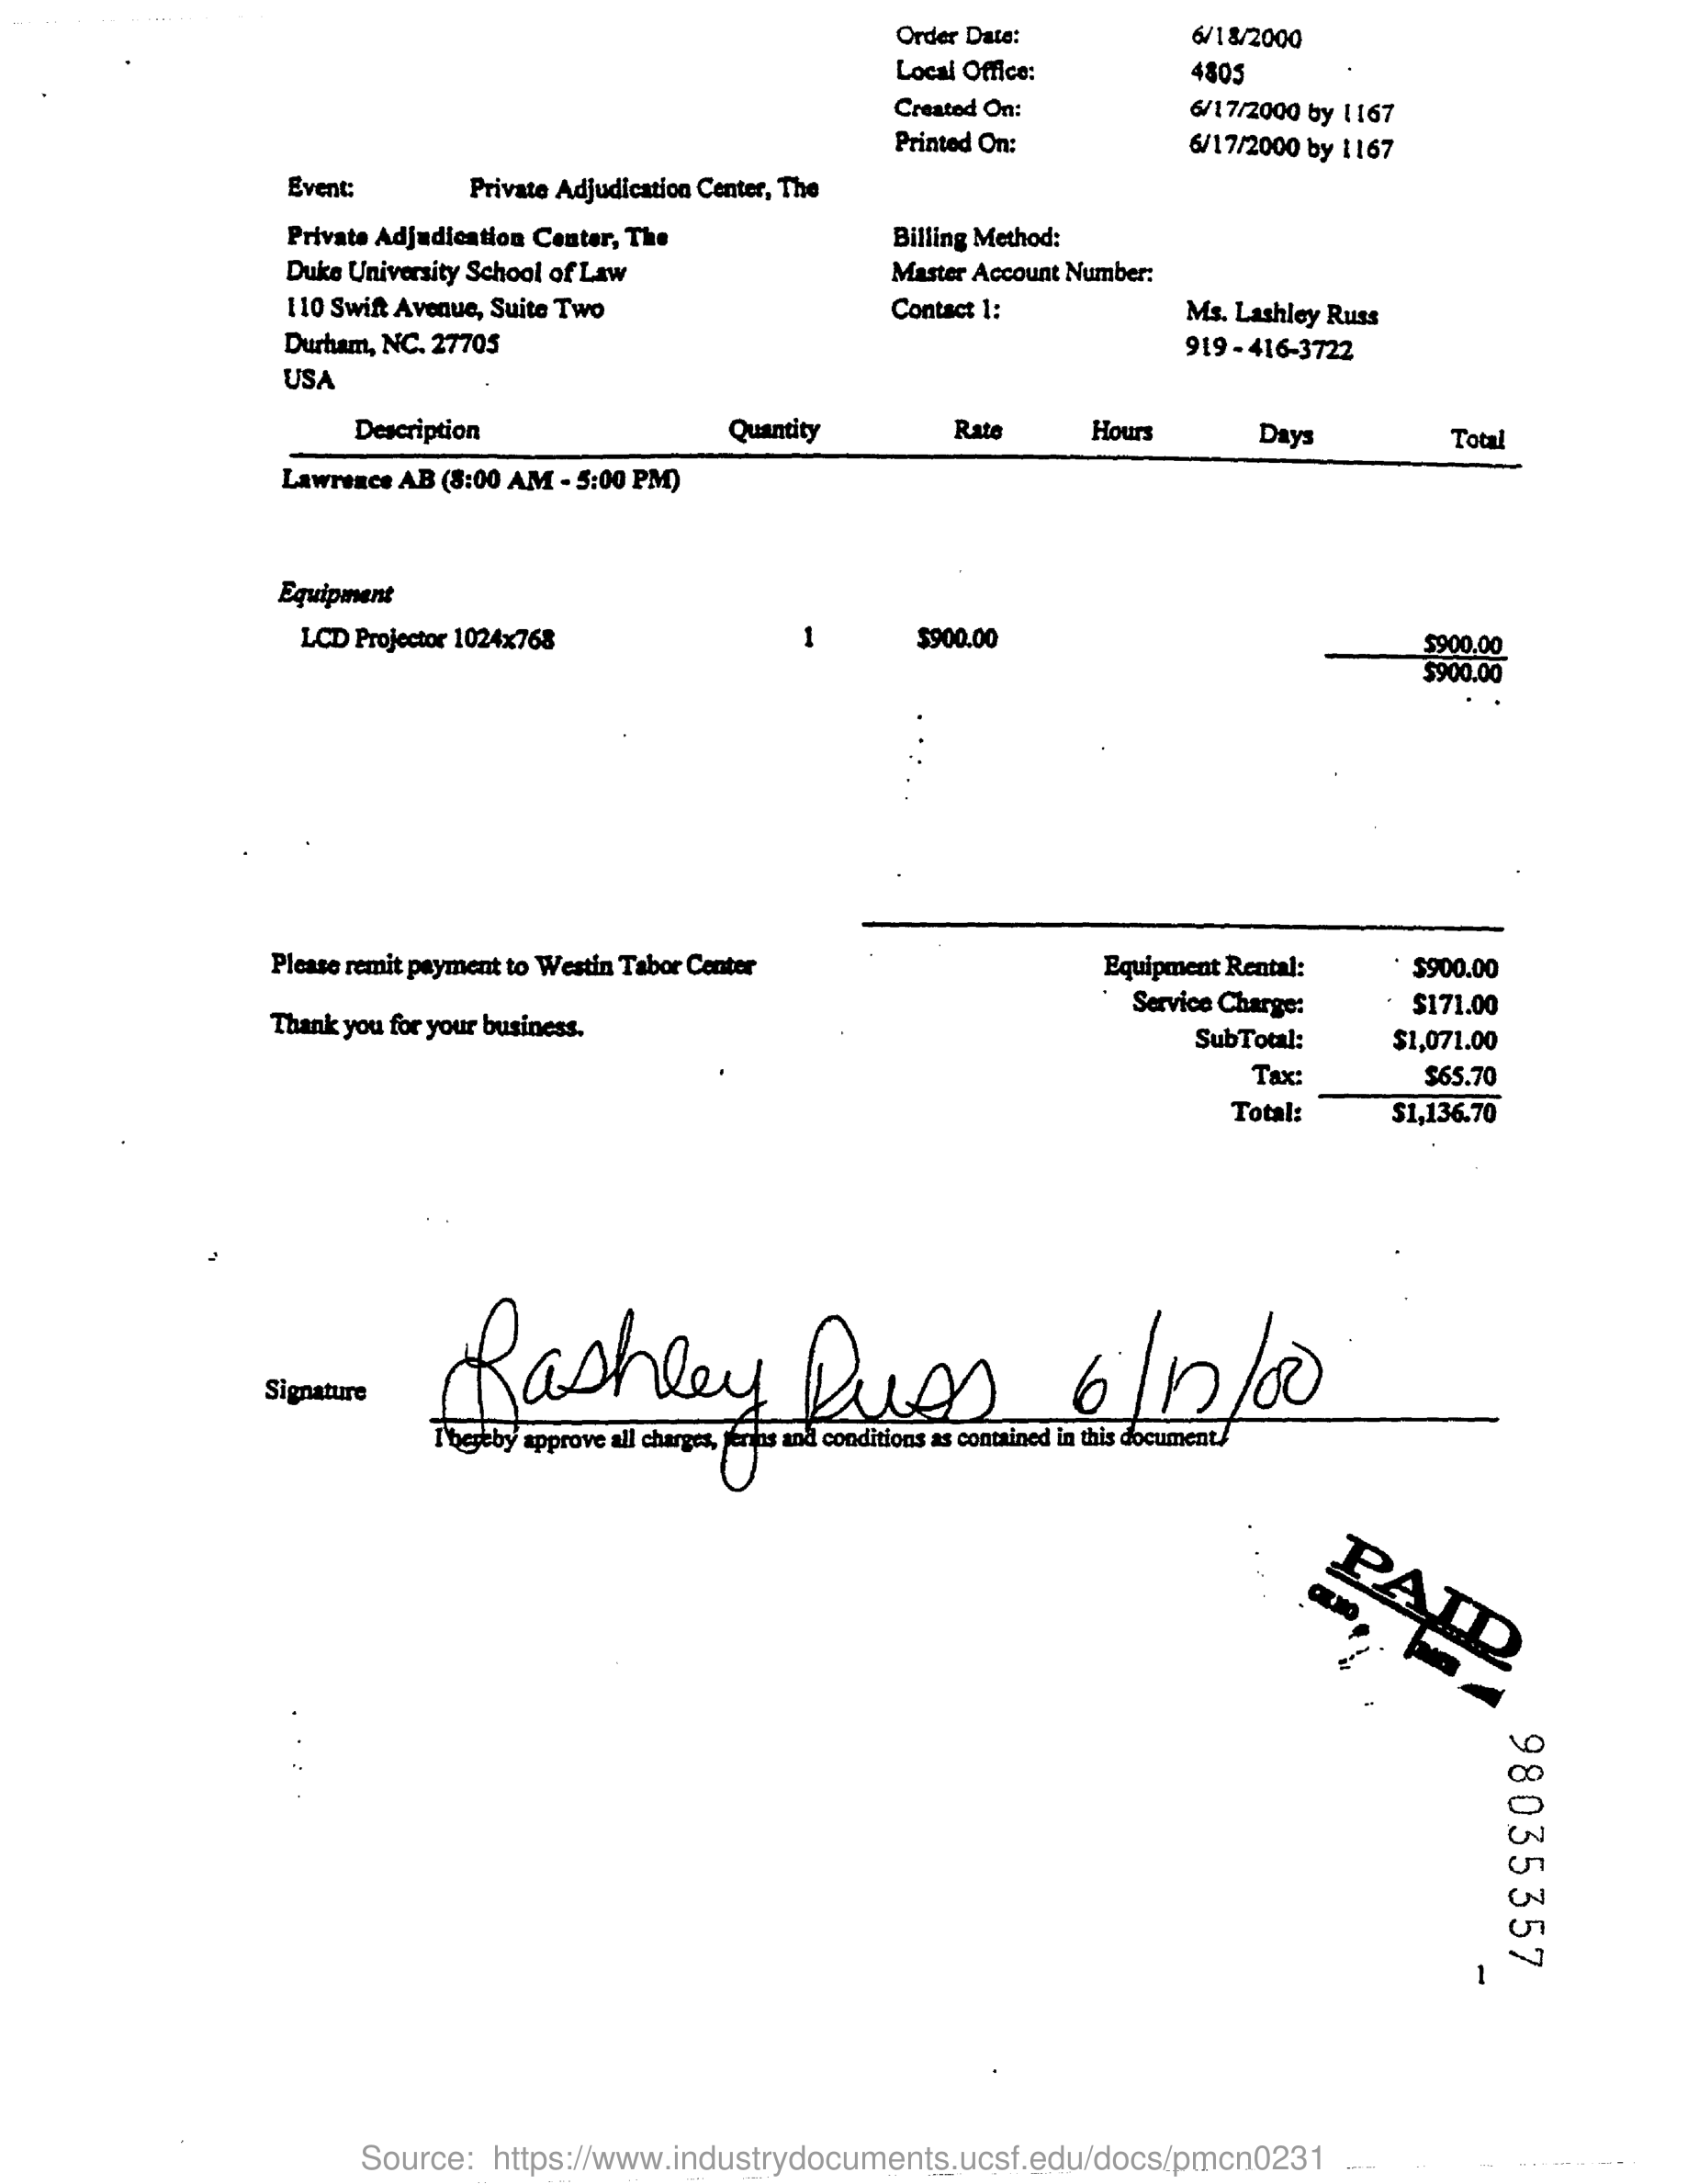 Order Date: 6/18/2000
Local Office: 4805
Created On: 6/17/2000 by 1167
Printed On: 6/17/2000 by 1167
Event: Private Adjudication Center, The
Private Adjudication Center, The Billing Method:
Duke University School of Law Master Account Number:
110 Swift Avenue, Suite Two Contact 1: Ms. Lashley Russ
Durham, NC. 27705 919 - 416-3722
USA
Description Quantity Rate Hours Days Total
Lawrence AB (8:00 AM - 5:00 PM)
Equipment
LCD Projector 1024x768 1 $900.00 $900.00
$900.00
Please remit payment to Westin Tabor Center Equipment Rental: $900.00
Service Charge: $171.00
Thank you for your business.
SubTotal: $1,071.00
Tax: $65.70
Total: $1,136.70
Signature Lashley Russ 6/17/00
I hereby approve all charges, terms and conditions as contained in this document.
PAID
98035357
1
Source: https://www.industrydocuments.ucsf.edu/docs/pmcn0231